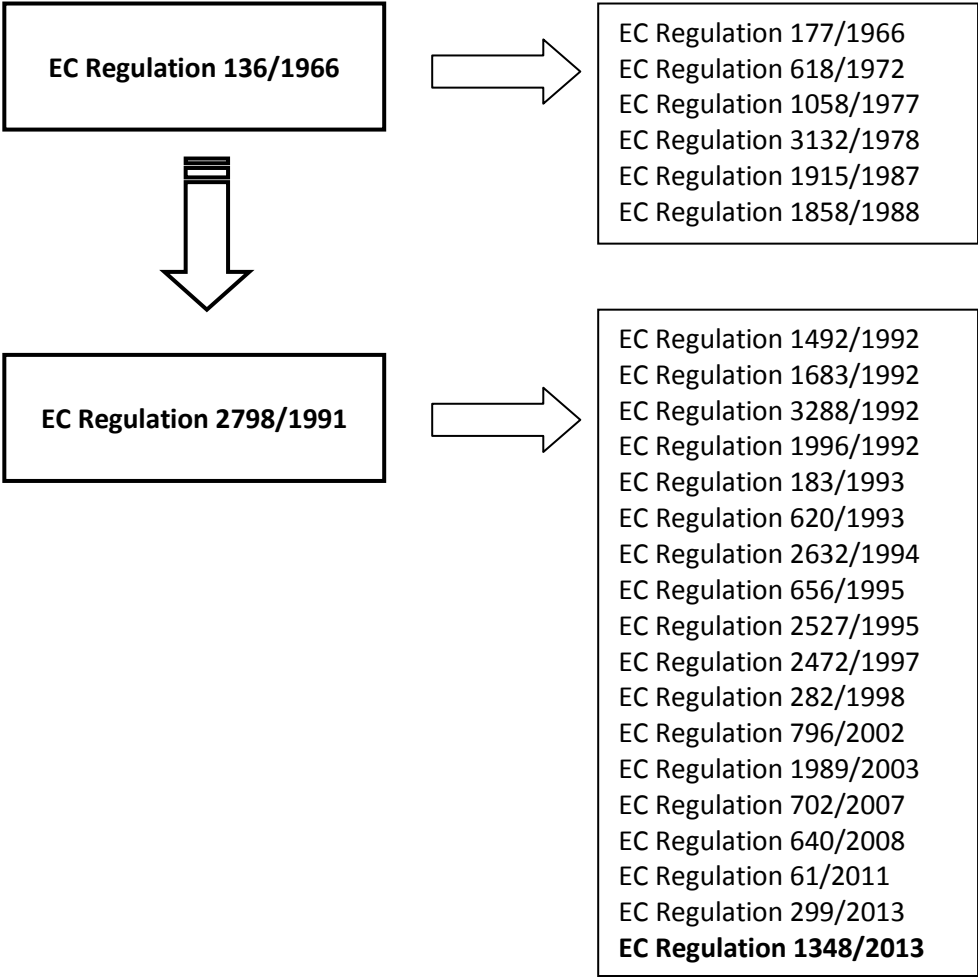 EC Regulation 136/1966
EC Regulation 177/1966
EC Regulation 618/1972
EC Regulation 1058/1977
EC Regulation 3132/1978
EC Regulation 1915/1987
EC Regulation 1858/1988
EC Regulation 2798/1991
EC Regulation 1492/1992
EC Regulation 1683/1992
EC Regulation 3288/1992
EC Regulation 1996/1992
EC Regulation 183/1993
EC Regulation 620/1993
EC Regulation 2632/1994
EC Regulation 656/1995
EC Regulation 2527/1995
EC Regulation 2472/1997
EC Regulation 282/1998
EC Regulation 796/2002
EC Regulation 1989/2003
EC Regulation 702/2007
EC Regulation 640/2008
EC Regulation 61/2011
EC Regulation 299/2013
EC Regulation 1348/2013